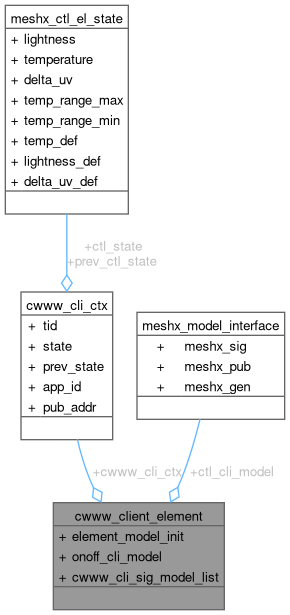 meshx_ctl_el_state
+ lightness
+ temperature
+ delta_uv
+ temp_range_max
+ temp_range_min
+ temp_def
+ lightness_def
+ delta_uv_def
+ctl_state
+prev_ctl_state
cwww_cli_ctx
+ tid
+ state
+ prev_state
+ app_id
+ pub_addr
meshx_model_interface
+ meshx_sig
+ meshx_pub
+ meshx_gen
+cwww_cli_ctx
+ctl_cli_model
cwww_client_element
+ element_model_init
+ onoff_cli_model
+ cwww_cli_sig_model_list